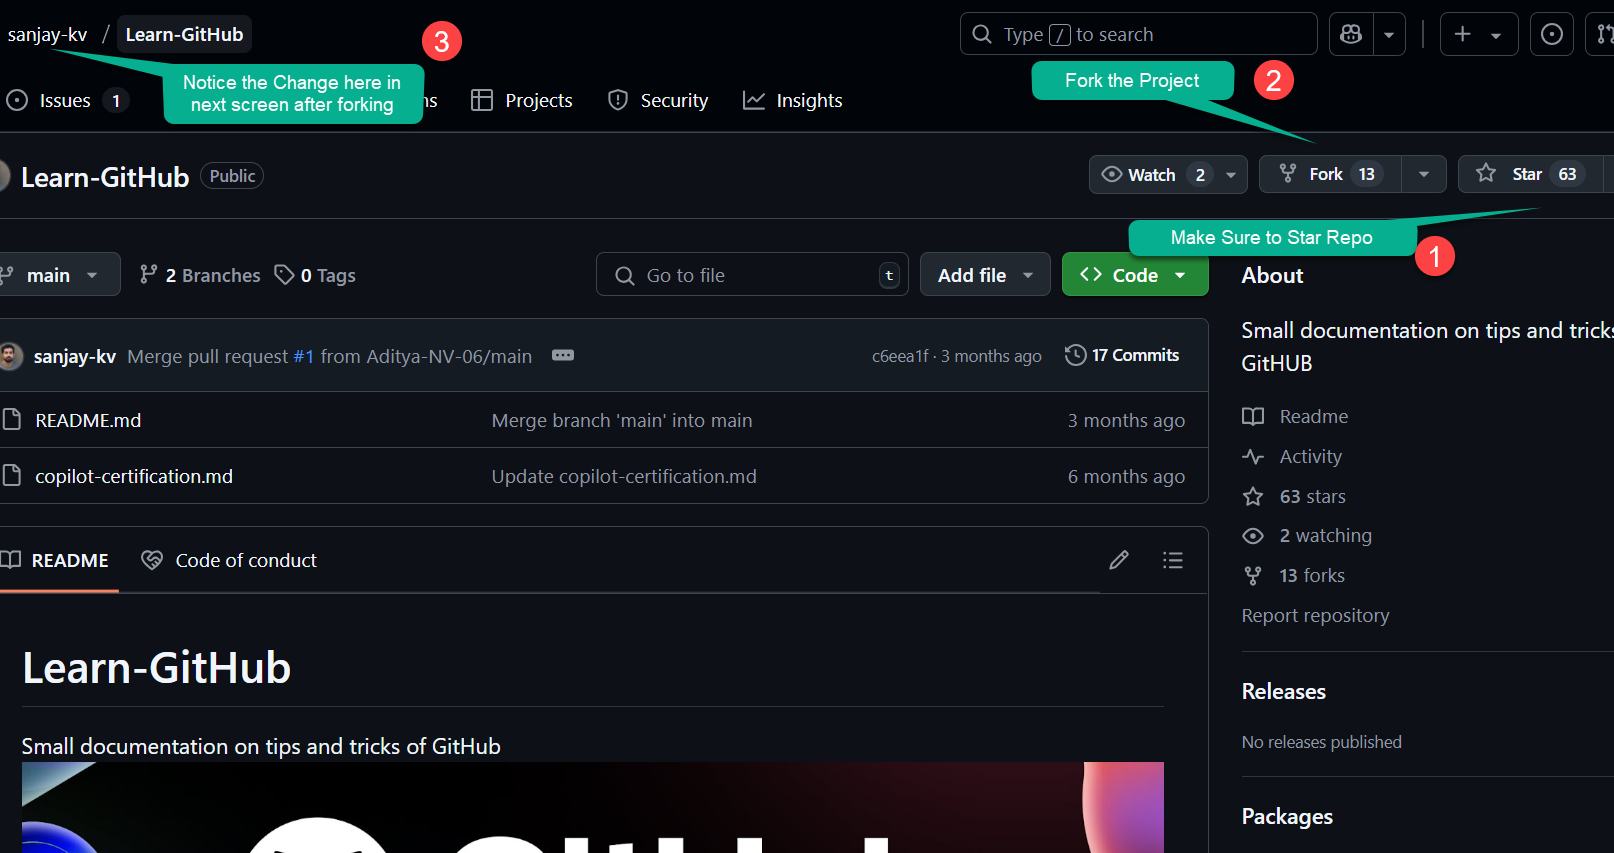 sanjay-kv / Learn-GitHub
3
Type / to search
Notice the Change here in
next screen after forking
Fork the Project
2
Issues 1
ns
Projects
Security
Insights
Learn-GitHub Public
Watch 2
Fork 13
Star 63
Make Sure to Star Repo
1
main
2 Branches
0 Tags
Go to file t
Add file
<> Code
About
Small documentation on tips and tricks
GitHUB
sanjay-kv Merge pull request #1 from Aditya-NV-06/main
c6eea1f · 3 months ago
17 Commits
README.md Merge branch 'main' into main 3 months ago
copilot-certification.md Update copilot-certification.md 6 months ago
Readme
Activity
63 stars
2 watching
13 forks
Report repository
README
Code of conduct
Learn-GitHub
Small documentation on tips and tricks of GitHub
GitHub
Releases
No releases published
Packages